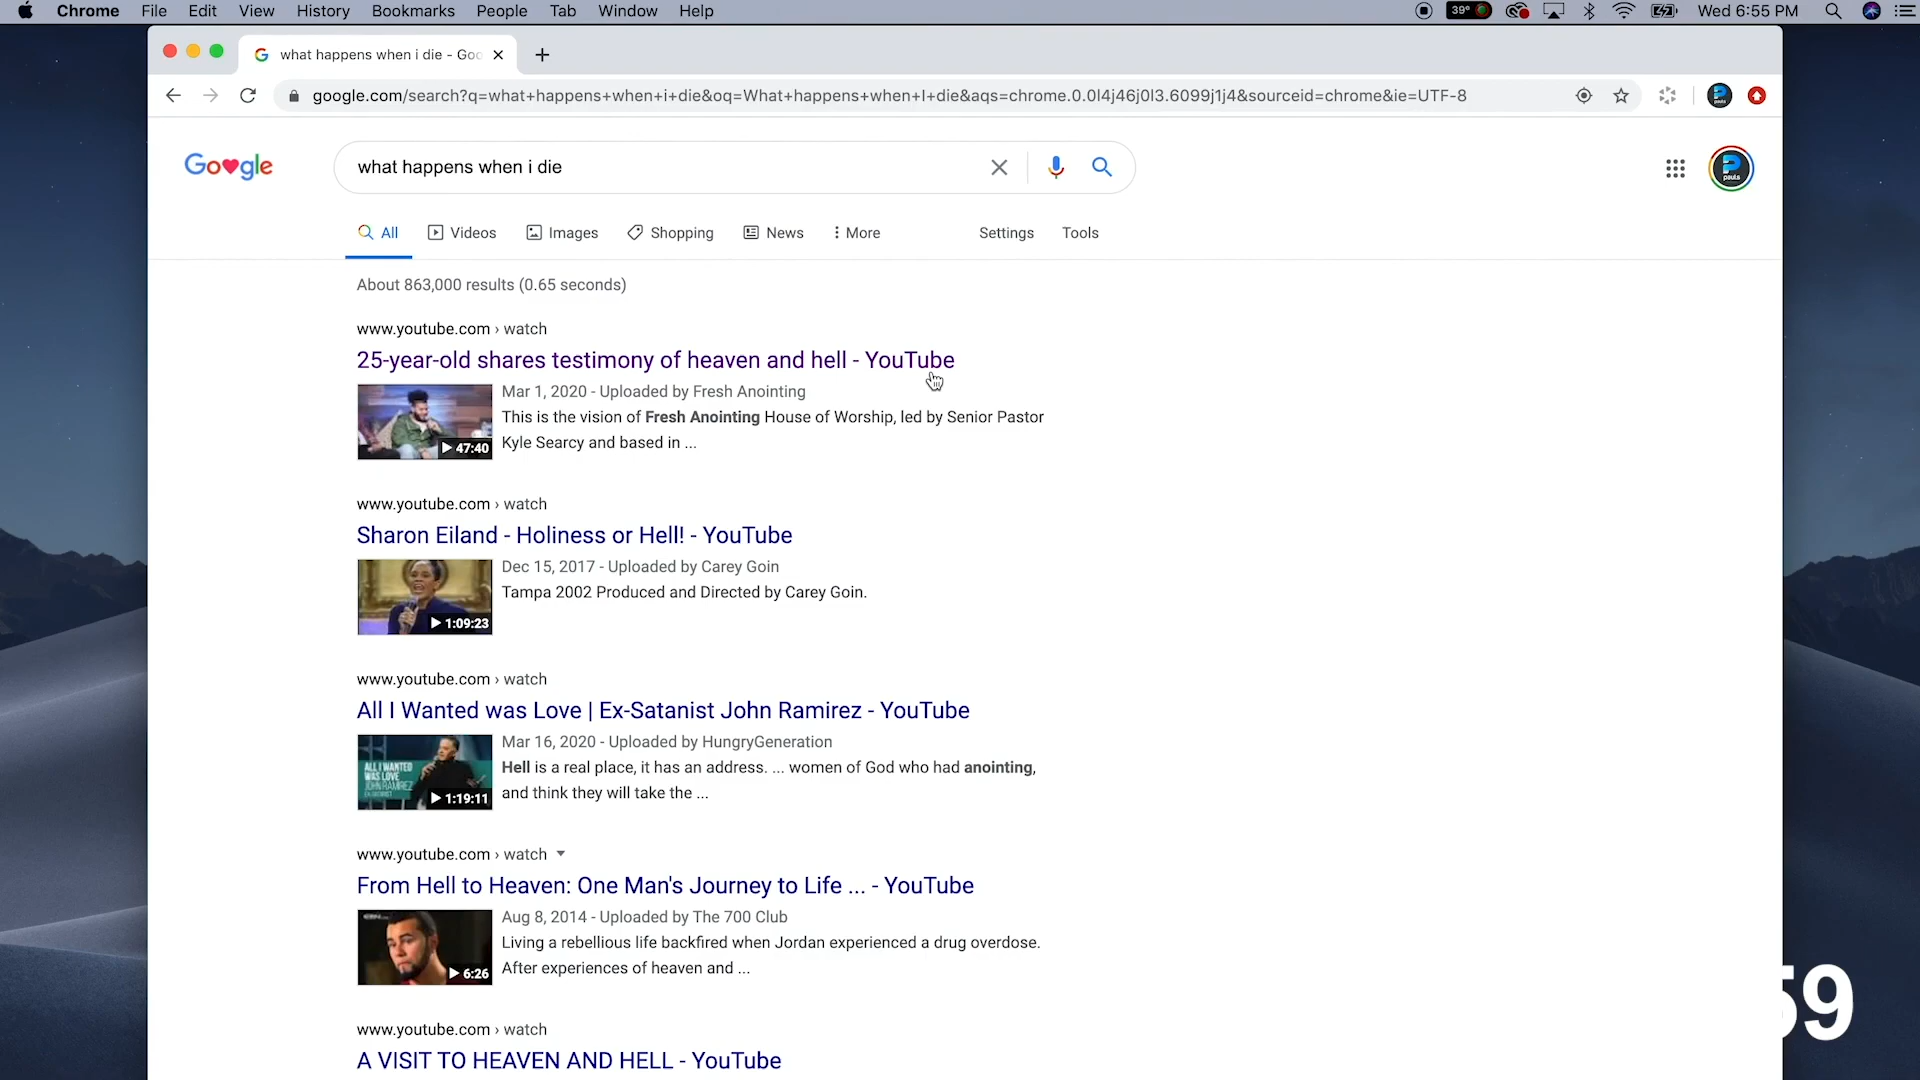 Chrome File Edit View History Bookmarks People Tab Window Help 39° Wed 6:55 PM
what happens when i die - Goo
google.com/search?q=what+happens+when+i+die&oq=What+happens+when+I+die&aqs=chrome.0.0l4j46j0l3.6099j1j4&sourceid=chrome&ie=UTF-8
Go♥gle what happens when i die pauls
All Videos Images Shopping News More Settings Tools
About 863,000 results (0.65 seconds)
www.youtube.com › watch
25-year-old shares testimony of heaven and hell - YouTube
Mar 1, 2020 - Uploaded by Fresh Anointing
This is the vision of Fresh Anointing House of Worship, led by Senior Pastor
Kyle Searcy and based in ...
47:40
www.youtube.com › watch
Sharon Eiland - Holiness or Hell! - YouTube
Dec 15, 2017 - Uploaded by Carey Goin
Tampa 2002 Produced and Directed by Carey Goin.
1:09:23
www.youtube.com › watch
All I Wanted was Love | Ex-Satanist John Ramirez - YouTube
Mar 16, 2020 - Uploaded by HungryGeneration
Hell is a real place, it has an address. ... women of God who had anointing,
and think they will take the ...
ALL I WANTED
WAS LOVE
JOHN RAMIREZ
1:19:11
www.youtube.com › watch
From Hell to Heaven: One Man's Journey to Life ... - YouTube
Aug 8, 2014 - Uploaded by The 700 Club
Living a rebellious life backfired when Jordan experienced a drug overdose.
After experiences of heaven and ...
6:26
59
www.youtube.com › watch
A VISIT TO HEAVEN AND HELL - YouTube